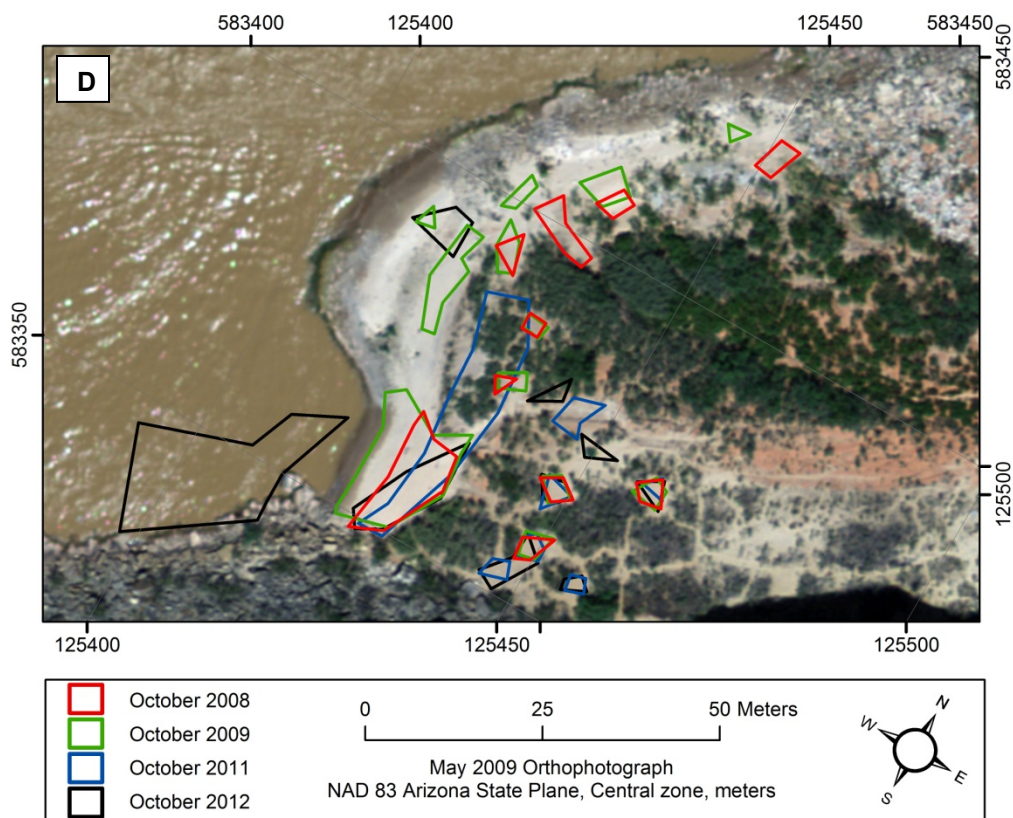 583400 125400 125450 583450
D
583450
583350
125500
125400 125450 125500
October 2008
October 2009
October 2011
October 2012
0 25 50 Meters
May 2009 Orthophotograph
NAD 83 Arizona State Plane, Central zone, meters
N
W
E
S